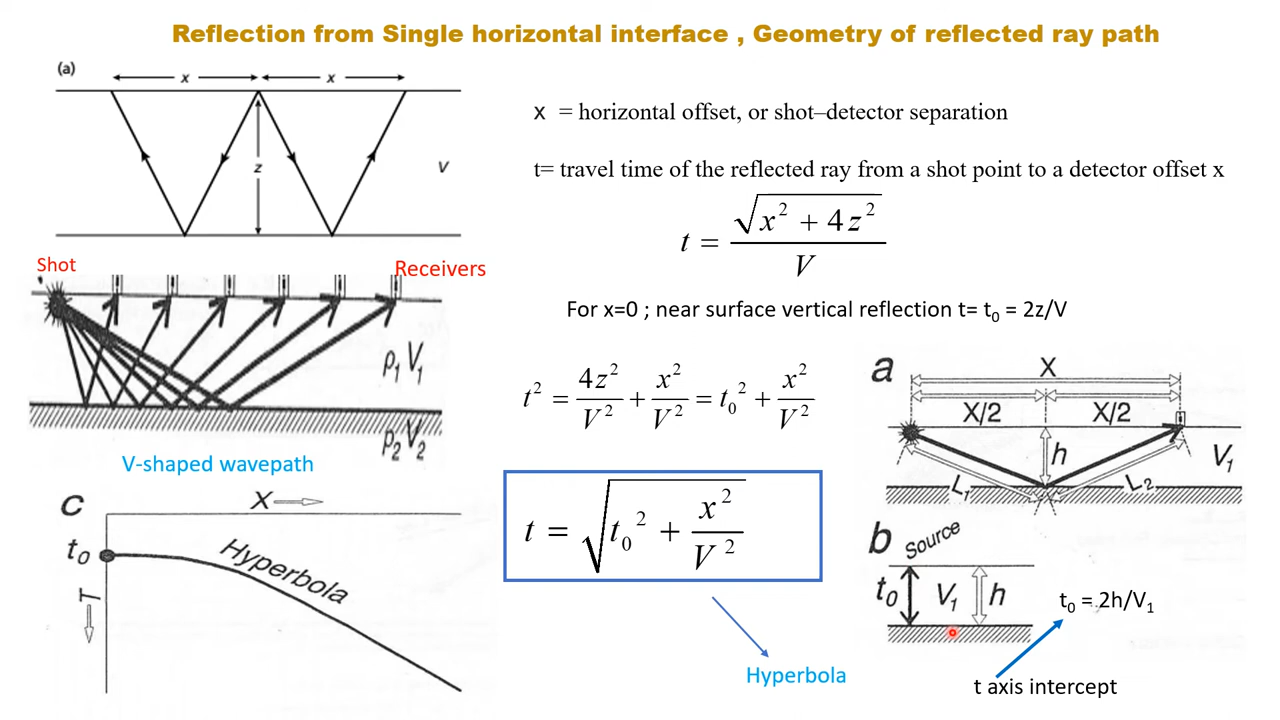 Reflection from Single horizontal interface , Geometry of reflected ray path
(a)
x x
z
V
x = horizontal offset, or shot–detector separation
t= travel time of the reflected ray from a shot point to a detector offset x
t = √(x² + 4z²) / V
Shot
Receivers
ρ₁ V₁
ρ₂ V₂
V-shaped wavepath
For x=0 ; near surface vertical reflection t= t₀ = 2z/V
t² = 4z²/V² + x²/V² = t₀² + x²/V²
t = √(t₀² + x²/V²)
Hyperbola
a
X
X/2 X/2
h
V₁
L₁ L₂
b Source
t₀ V₁ h
t₀ = 2h/V₁
t axis intercept
c
X
t₀
Hyperbola
T